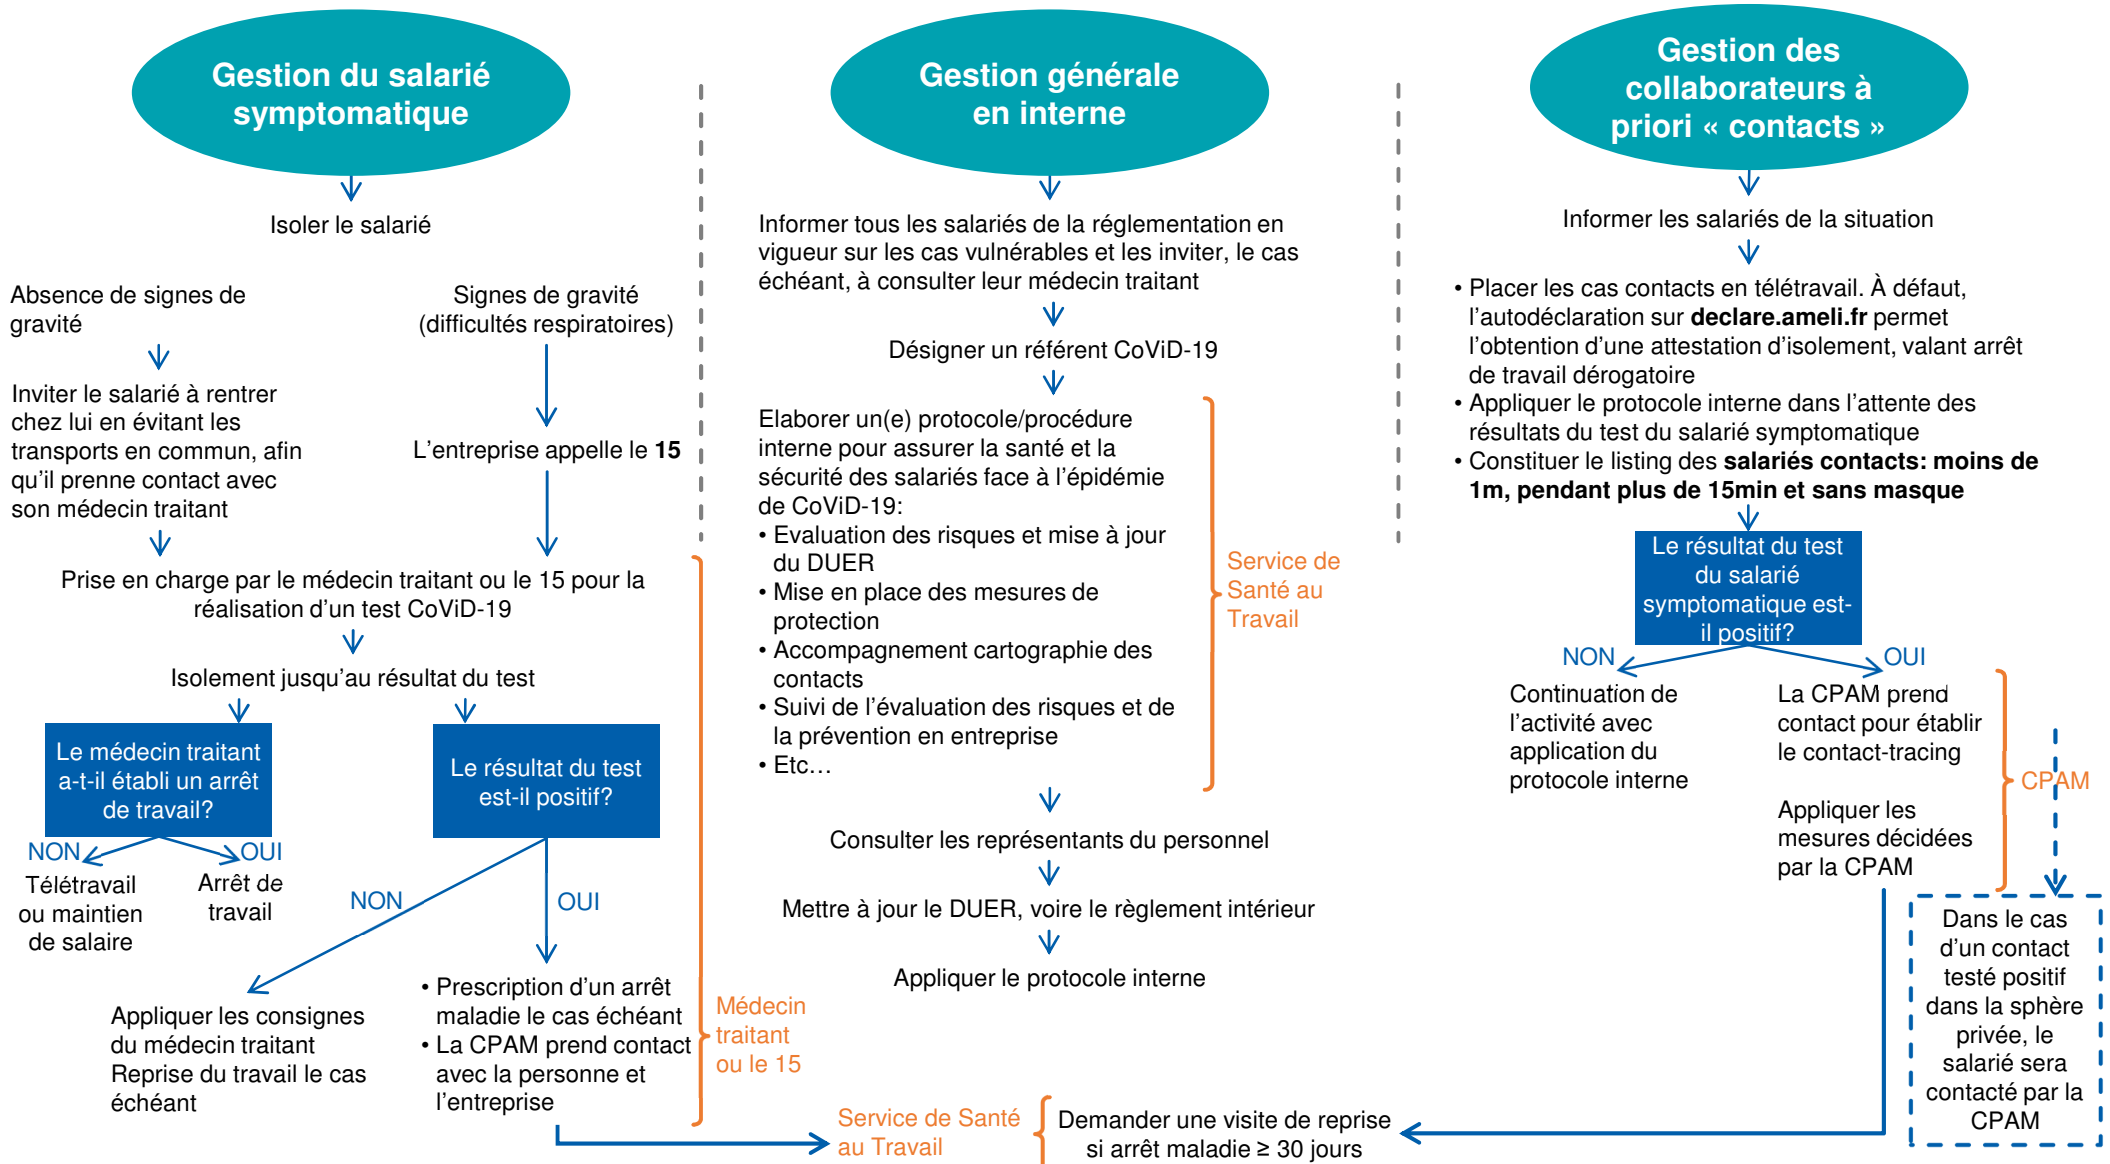 Gestion du salarié
symptomatique
Isoler le salarié
Absence de signes de
gravité
Signes de gravité
(difficultés respiratoires)
Inviter le salarié à rentrer
chez lui en évitant les
transports en commun, afin
qu’il prenne contact avec
son médecin traitant
L’entreprise appelle le 15
Prise en charge par le médecin traitant ou le 15 pour la
réalisation d’un test CoViD-19
Isolement jusqu’au résultat du test
Le médecin traitant
a-t-il établi un arrêt
de travail?
NON
OUI
Télétravail
ou maintien
de salaire
Arrêt de
travail
Le résultat du test
est-il positif?
NON
OUI
Appliquer les consignes
du médecin traitant
Reprise du travail le cas
échéant
• Prescription d’un arrêt
maladie le cas échéant
• La CPAM prend contact
avec la personne et
l’entreprise
Médecin
traitant
ou le 15
Gestion générale
en interne
Informer tous les salariés de la réglementation en
vigueur sur les cas vulnérables et les inviter, le cas
échéant, à consulter leur médecin traitant
Désigner un référent CoViD-19
Elaborer un(e) protocole/procédure
interne pour assurer la santé et la
sécurité des salariés face à l’épidémie
de CoViD-19:
• Evaluation des risques et mise à jour
du DUER
• Mise en place des mesures de
protection
• Accompagnement cartographie des
contacts
• Suivi de l’évaluation des risques et de
la prévention en entreprise
• Etc…
Service de
Santé au
Travail
Consulter les représentants du personnel
Mettre à jour le DUER, voire le règlement intérieur
Appliquer le protocole interne
Service de Santé
au Travail
Demander une visite de reprise
si arrêt maladie ≥ 30 jours
Gestion des
collaborateurs à
priori « contacts »
Informer les salariés de la situation
• Placer les cas contacts en télétravail. À défaut,
l’autodéclaration sur declare.ameli.fr permet
l’obtention d’une attestation d’isolement, valant arrêt
de travail dérogatoire
• Appliquer le protocole interne dans l’attente des
résultats du test du salarié symptomatique
• Constituer le listing des salariés contacts: moins de
1m, pendant plus de 15min et sans masque
Le résultat du test
du salarié
symptomatique est-
il positif?
NON
OUI
Continuation de
l’activité avec
application du
protocole interne
La CPAM prend
contact pour établir
le contact-tracing
Appliquer les
mesures décidées
par la CPAM
CPAM
Dans le cas
d’un contact
testé positif
dans la sphère
privée, le
salarié sera
contacté par la
CPAM